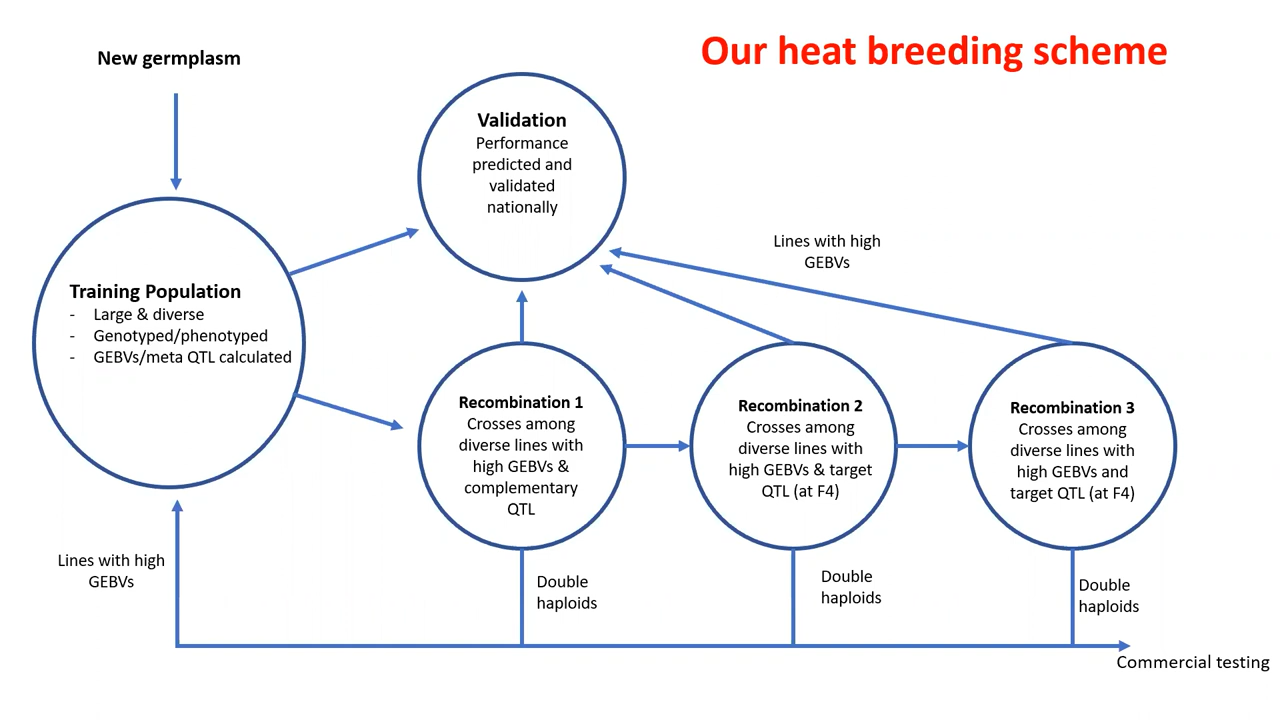 Our heat breeding scheme
New germplasm
Validation
Performance
predicted and
validated
nationally
Lines with high
GEBVs
Training Population
- Large & diverse
- Genotyped/phenotyped
- GEBVs/meta QTL calculated
Recombination 1
Crosses among
diverse lines with
high GEBVs &
complementary
QTL
Recombination 2
Crosses among
diverse lines with
high GEBVs & target
QTL (at F4)
Recombination 3
Crosses among
diverse lines with
high GEBVs and
target QTL (at F4)
Lines with high
GEBVs
Double
haploids
Double
haploids
Double
haploids
Commercial testing